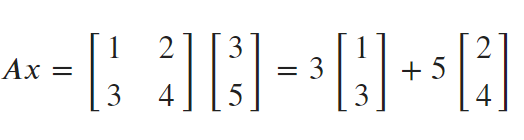 Ax = [1 2; 3 4] [3; 5] = 3 [1; 3] + 5 [2; 4]